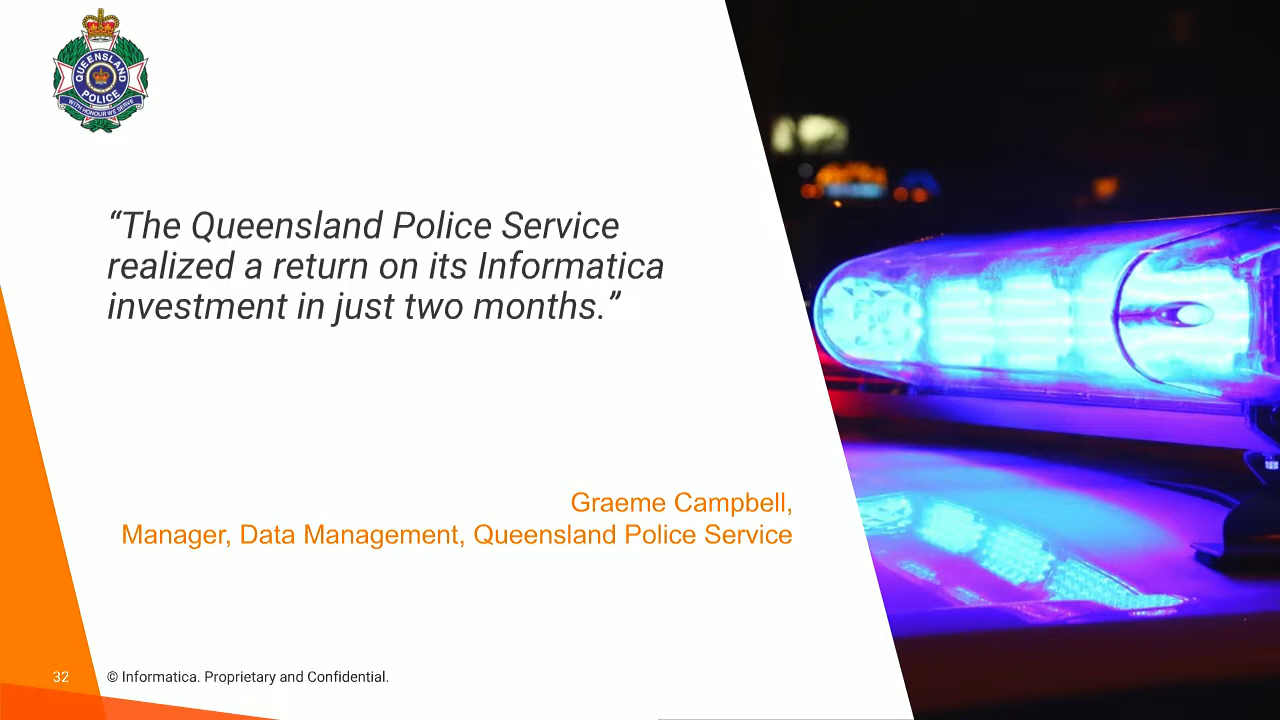 QUEENSLAND
POLICE
WITH HONOUR WE SERVE
“The Queensland Police Service
realized a return on its Informatica
investment in just two months.”
Graeme Campbell,
Manager, Data Management, Queensland Police Service
32
© Informatica. Proprietary and Confidential.